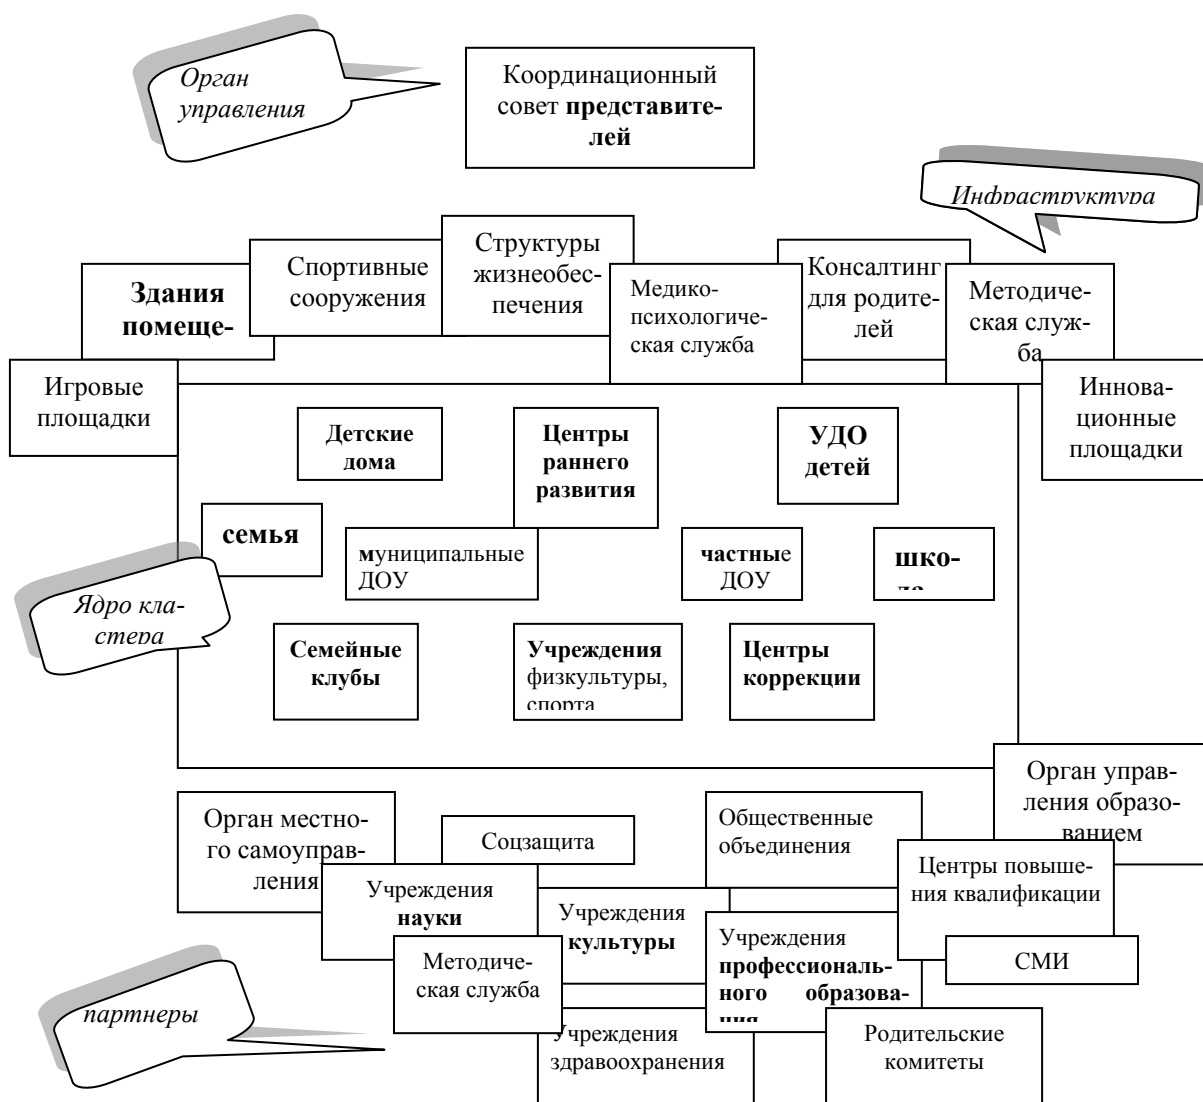 Орган
управления
Координационный
совет представите-
лей
Инфраструктура
Здания
помеще-
Спортивные
сооружения
Структуры
жизнеобес-
печения
Медико-
психологиче-
ская служба
Консалтинг
для родите-
лей
Методиче-
ская служ-
ба
Игровые
площадки
Иннова-
ционные
площадки
Детские
дома
Центры
раннего
развития
УДО
детей
семья
муниципальные
ДОУ
частные
ДОУ
шко-
ла
Ядро кла-
стера
Семейные
клубы
Учреждения
физкультуры,
спорта
Центры
коррекции
Орган управ-
ления образо-
ванием
Орган местно-
го самоуправ-
ления
Соцзащита
Общественные
объединения
Центры повыше-
ния квалификации
Учреждения
науки
Учреждения
культуры
Учреждения
профессиональ-
ного образова-
ния
СМИ
Методиче-
ская служба
партнеры
Учреждения
здравоохранения
Родительские
комитеты